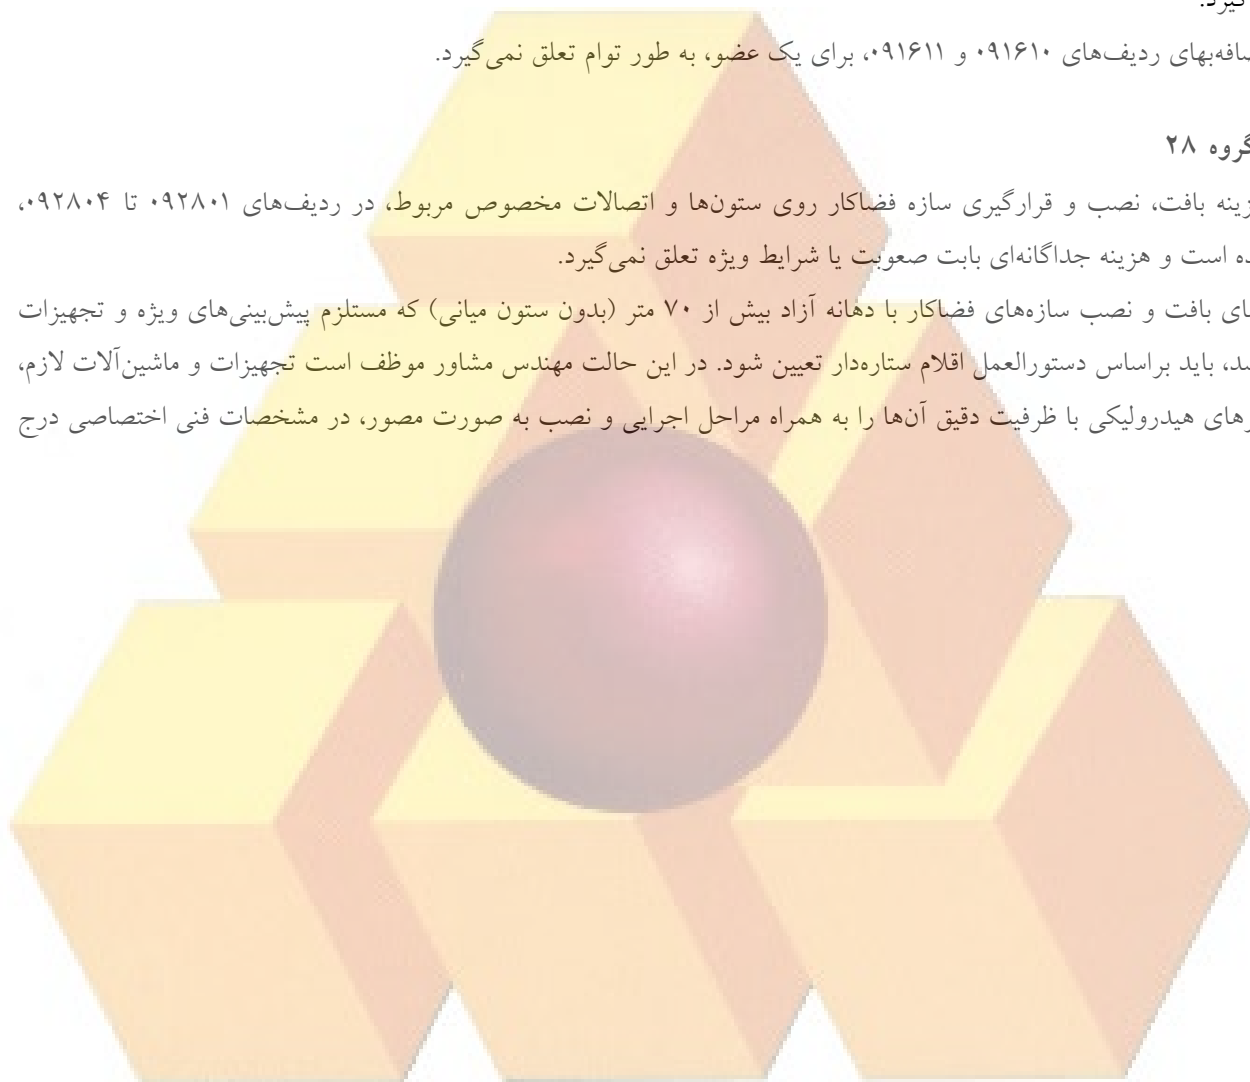 گیرد.
ضافه‌بهای ردیف‌های ۰۹۱۶۱۰ و ۰۹۱۶۱۱، برای یک عضو، به طور توام تعلق نمی‌گیرد.
گروه ۲۸
زینه بافت، نصب و قرارگیری سازه فضاکار روی ستون‌ها و اتصالات مخصوص مربوط، در ردیف‌های ۰۹۲۸۰۱ تا ۰۹۲۸۰۴،
ده است و هزینه جداگانه‌ای بابت صعوبت یا شرایط ویژه تعلق نمی‌گیرد.
ای بافت و نصب سازه‌های فضاکار با دهانه آزاد بیش از ۷۰ متر (بدون ستون میانی) که مستلزم پیش‌بینی‌های ویژه و تجهیزات
د، باید براساس دستورالعمل اقلام ستاره‌دار تعیین شود. در این حالت مهندس مشاور موظف است تجهیزات و ماشین‌آلات لازم،
های هیدرولیکی با ظرفیت دقیق آن‌ها را به همراه مراحل اجرایی و نصب به صورت مصور، در مشخصات فنی اختصاصی درج